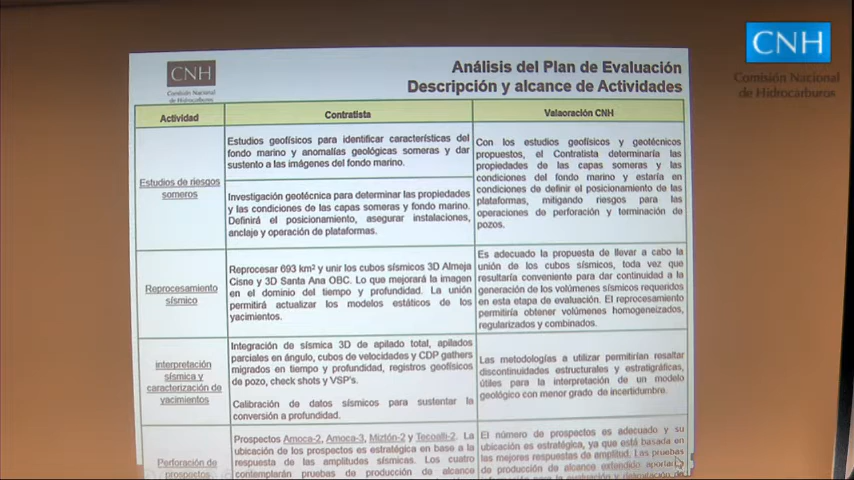 CNH
Comisión Nacional
de Hidrocarburos
CNH
Comisión Nacional
de Hidrocarburos
Análisis del Plan de Evaluación
Descripción y alcance de Actividades
Actividad
Contratista
Valaoración CNH
Estudios de riesgos
someros
Estudios geofísicos para identificar características del
fondo marino y anomalías geológicas someras y dar
sustento a las imágenes del fondo marino.
Investigación geotécnica para determinar las propiedades
y las condiciones de las capas someras y fondo marino.
Definirá el posicionamiento, asegurar instalaciones,
anclaje y operación de plataformas.
Con los estudios geofísicos y geotécnicos
propuestos, el Contratista determinaría las
propiedades de las capas someras y las
condiciones del fondo marino y estaría en
condiciones de definir el posicionamiento de las
plataformas, mitigando riesgos para las
operaciones de perforación y terminación de
pozos.
Reprocesamiento
sísmico
Reprocesar 693 km² y unir los cubos sísmicos 3D Almeja
Cisne y 3D Santa Ana OBC. Lo que mejorará la imagen
en el dominio del tiempo y profundidad. La unión
permitirá actualizar los modelos estáticos de los
yacimientos.
Es adecuado la propuesta de llevar a cabo la
unión de los cubos sísmicos, toda vez que
resultaría conveniente para dar continuidad a la
generación de los volúmenes sísmicos requeridos
en esta etapa de evaluación. El reprocesamiento
permitiría obtener volúmenes homogeneizados,
regularizados y combinados.
interpretación
sísmica y
caracterización de
yacimientos
Integración de sísmica 3D de apilado total, apilados
parciales en ángulo, cubos de velocidades y CDP gathers
migrados en tiempo y profundidad, registros geofísicos
de pozo, check shots y VSP's.
Calibración de datos sísmicos para sustentar la
conversión a profundidad.
Las metodologías a utilizar permitirían resaltar
discontinuidades estructurales y estratigráficas,
útiles para la interpretación de un modelo
geológico con menor grado de incertidumbre.
Perforación de
prospectos
Prospectos Amoca-2, Amoca-3, Miztón-2 y Tecoalli-2. La
ubicación de los prospectos es estratégica en base a la
respuesta de las amplitudes sísmicas. Los cuatro
contemplarán pruebas de producción de alcance
El número de prospectos es adecuado y su
ubicación es estratégica, ya que está basada en
las mejores respuestas de amplitud. Las pruebas
de producción de alcance extendido